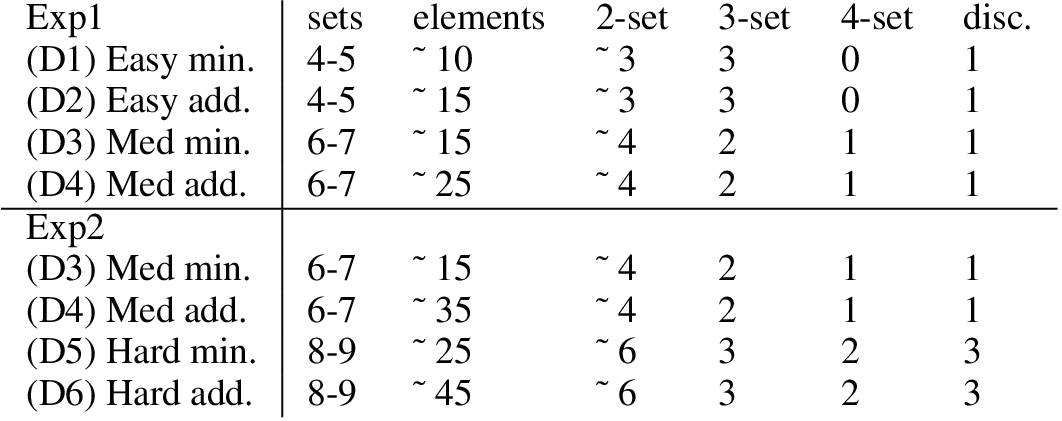 Exp1 sets elements 2-set 3-set 4-set disc.
(D1) Easy min. 4-5 ˜ 10 ˜ 3 3 0 1
(D2) Easy add. 4-5 ˜ 15 ˜ 3 3 0 1
(D3) Med min. 6-7 ˜ 15 ˜ 4 2 1 1
(D4) Med add. 6-7 ˜ 25 ˜ 4 2 1 1
Exp2
(D3) Med min. 6-7 ˜ 15 ˜ 4 2 1 1
(D4) Med add. 6-7 ˜ 35 ˜ 4 2 1 1
(D5) Hard min. 8-9 ˜ 25 ˜ 6 3 2 3
(D6) Hard add. 8-9 ˜ 45 ˜ 6 3 2 3